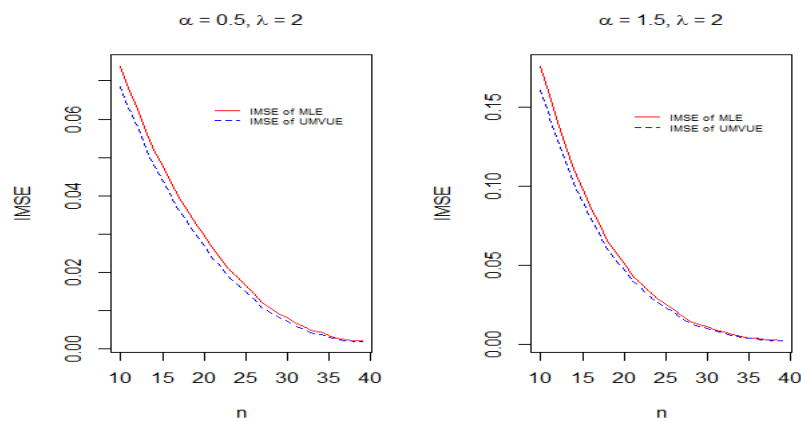 α = 0.5, λ = 2
IMSE
0.00 0.02 0.04 0.06
IMSE of MLE
IMSE of UMVUE
10 15 20 25 30 35 40
n
α = 1.5, λ = 2
IMSE
0.00 0.05 0.10 0.15
IMSE of MLE
IMSE of UMVUE
10 15 20 25 30 35 40
n